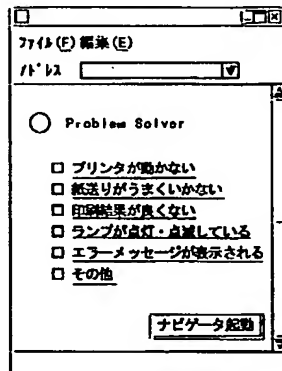 ファイル(F) 編集(E)
アドレス
Problem Solver
プリンタが動かない
紙送りがうまくいかない
印刷結果が良くない
ランプが点灯・点滅している
エラーメッセージが表示される
その他
ナビゲータ起動